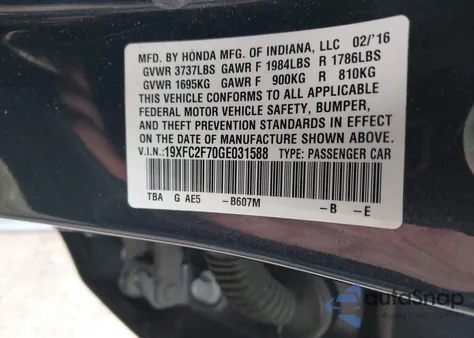 MFD. BY HONDA MFG. OF INDIANA, LLC 02/'16
GVWR 3737LBS GAWR F 1984LBS R 1786LBS
GVWR 1695KG GAWR F 900KG R 810KG
THIS VEHICLE CONFORMS TO ALL APPLICABLE
FEDERAL MOTOR VEHICLE SAFETY, BUMPER,
AND THEFT PREVENTION STANDARDS IN EFFECT
ON THE DATE OF MANUFACTURE SHOWN ABOVE.
V.I.N.:19XFC2F70GE031588 TYPE: PASSENGER CAR
TBA G AE5 -B607M -B -E
autoSnap